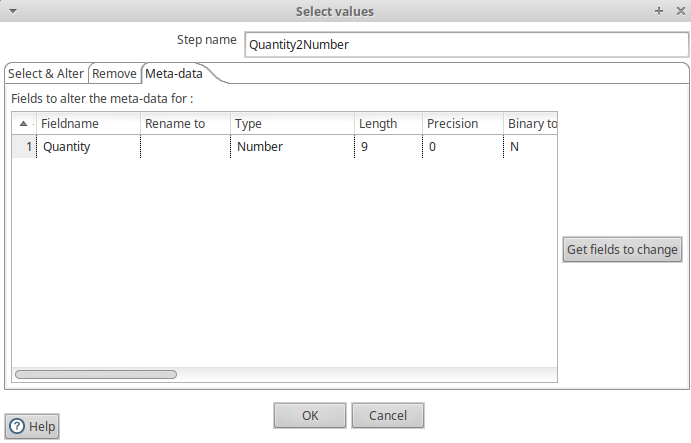 Select values
Step name Quantity2Number
Select & Alter Remove Meta-data
Fields to alter the meta-data for :
Fieldname Rename to Type Length Precision Binary to
1 Quantity Number 9 0 N
Get fields to change
OK Cancel
Help